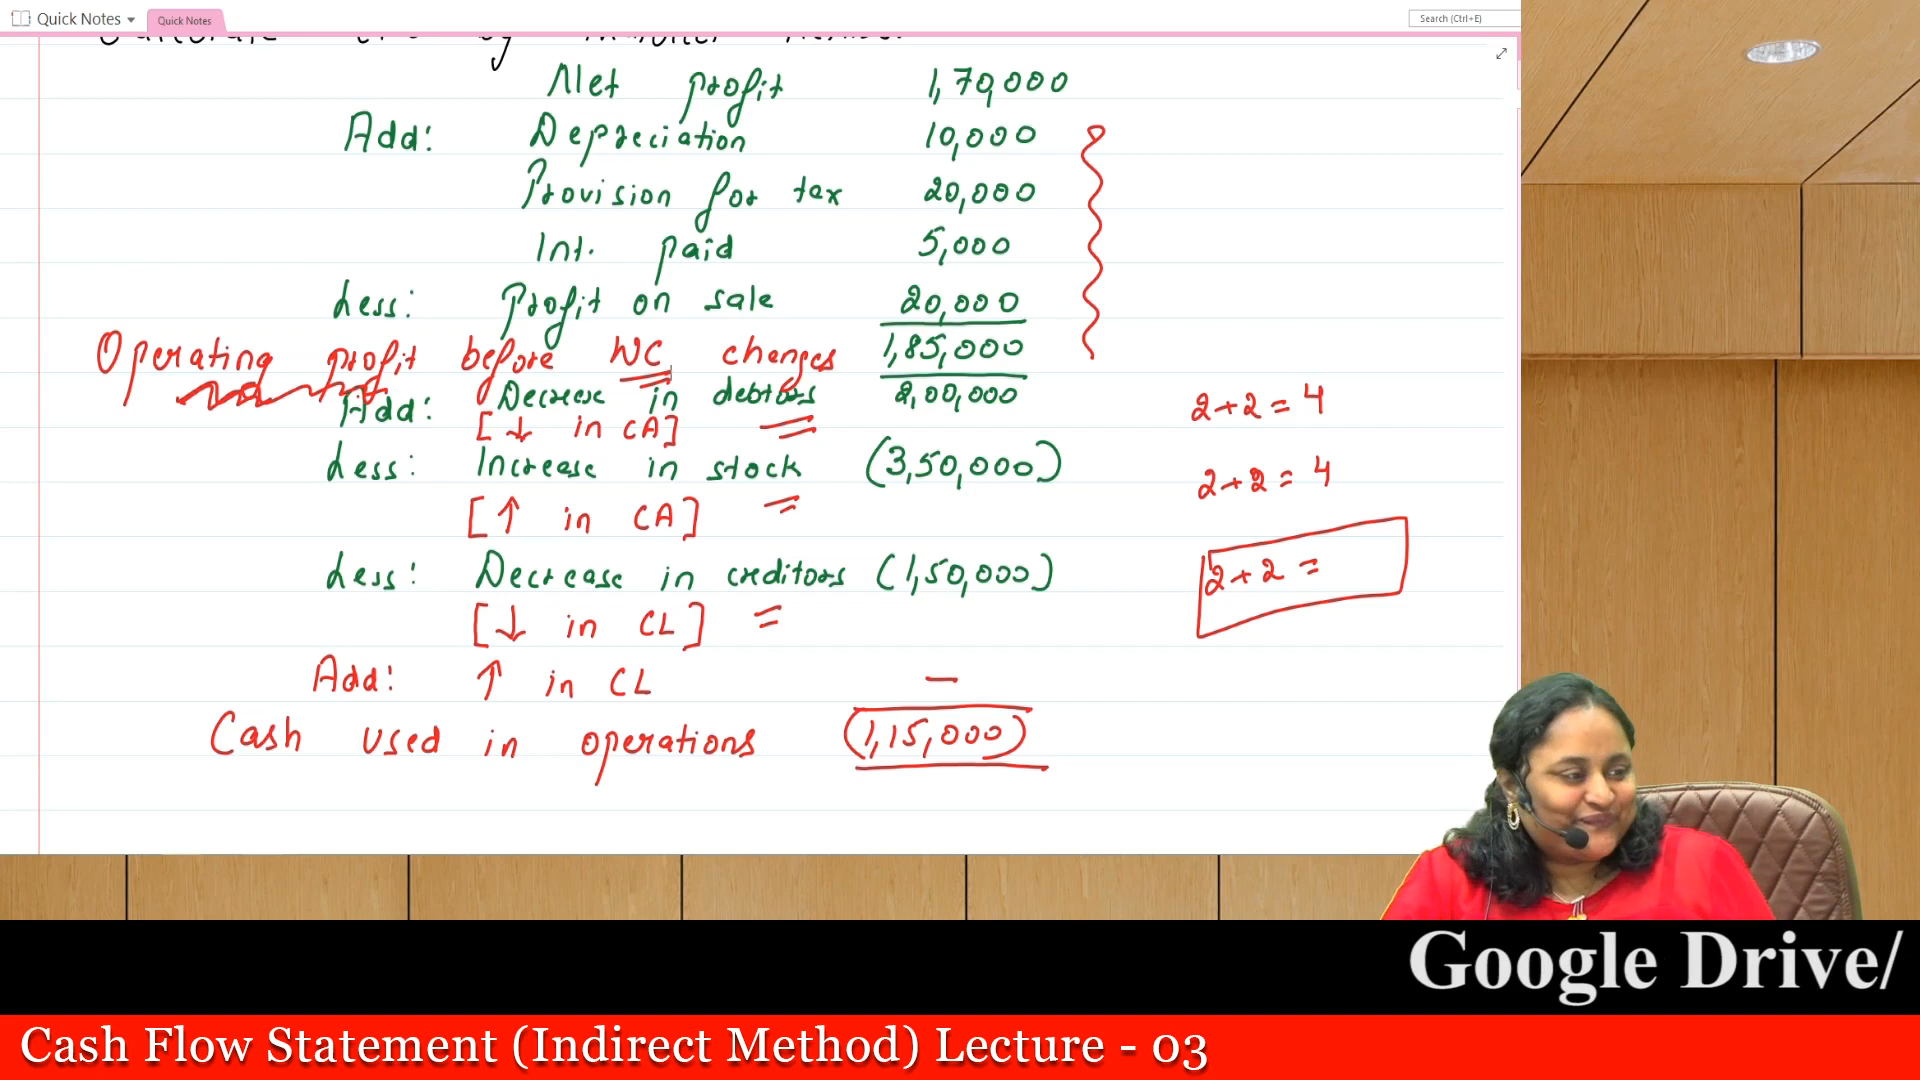 Quick Notes
Quick Notes
Search (Ctrl+E)
Net profit 1,70,000
Add: Depreciation 10,000
Provision for tax 20,000
Int. paid 5,000
Less: Profit on sale 20,000
Operating profit before WC changes 1,85,000
Add: Decrease in debtors 2,00,000
[↓ in CA]
Less: Increase in stock (3,50,000)
[↑ in CA]
Less: Decrease in creditors (1,50,000)
[↓ in CL]
Add: ↑ in CL —
Cash used in operations (1,15,000)
2+2=4
2+2=4
2+2=
Google Drive/
Cash Flow Statement (Indirect Method) Lecture - 03